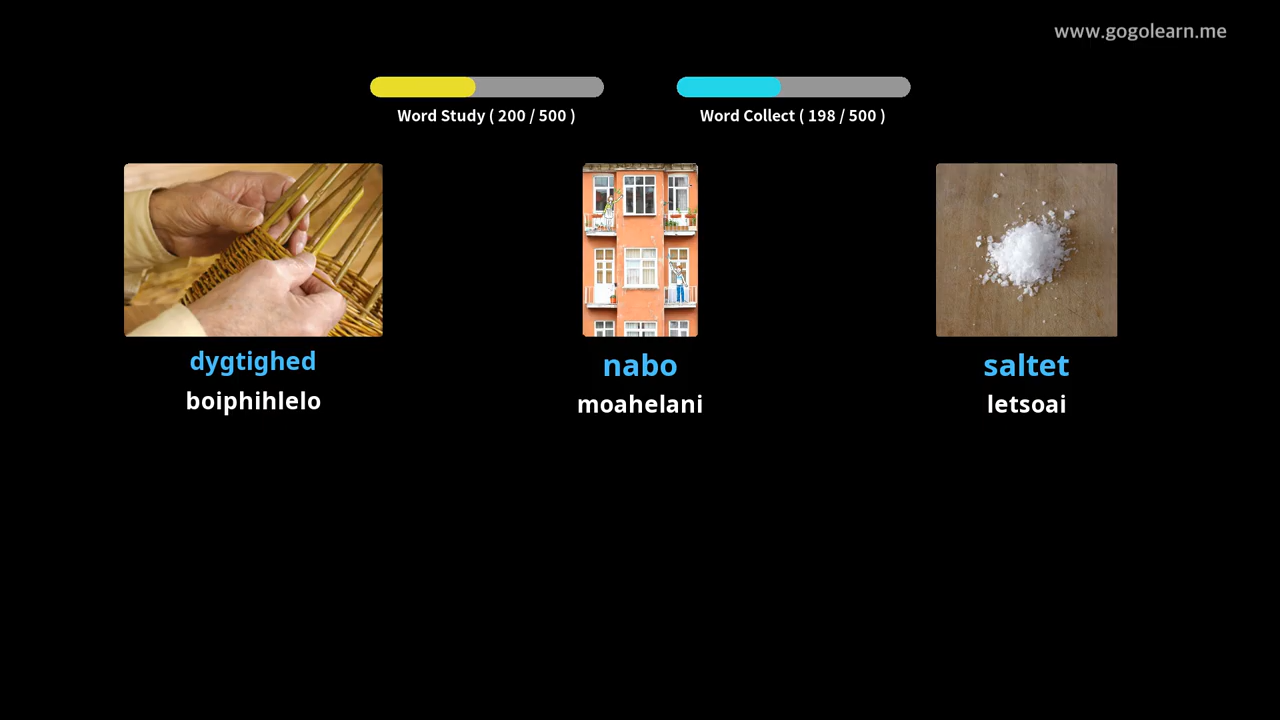 www.gogolearn.me
Word Study ( 200 / 500 )
Word Collect ( 198 / 500 )
dygtighed
boiphihlelo
nabo
moahelani
saltet
letsoai